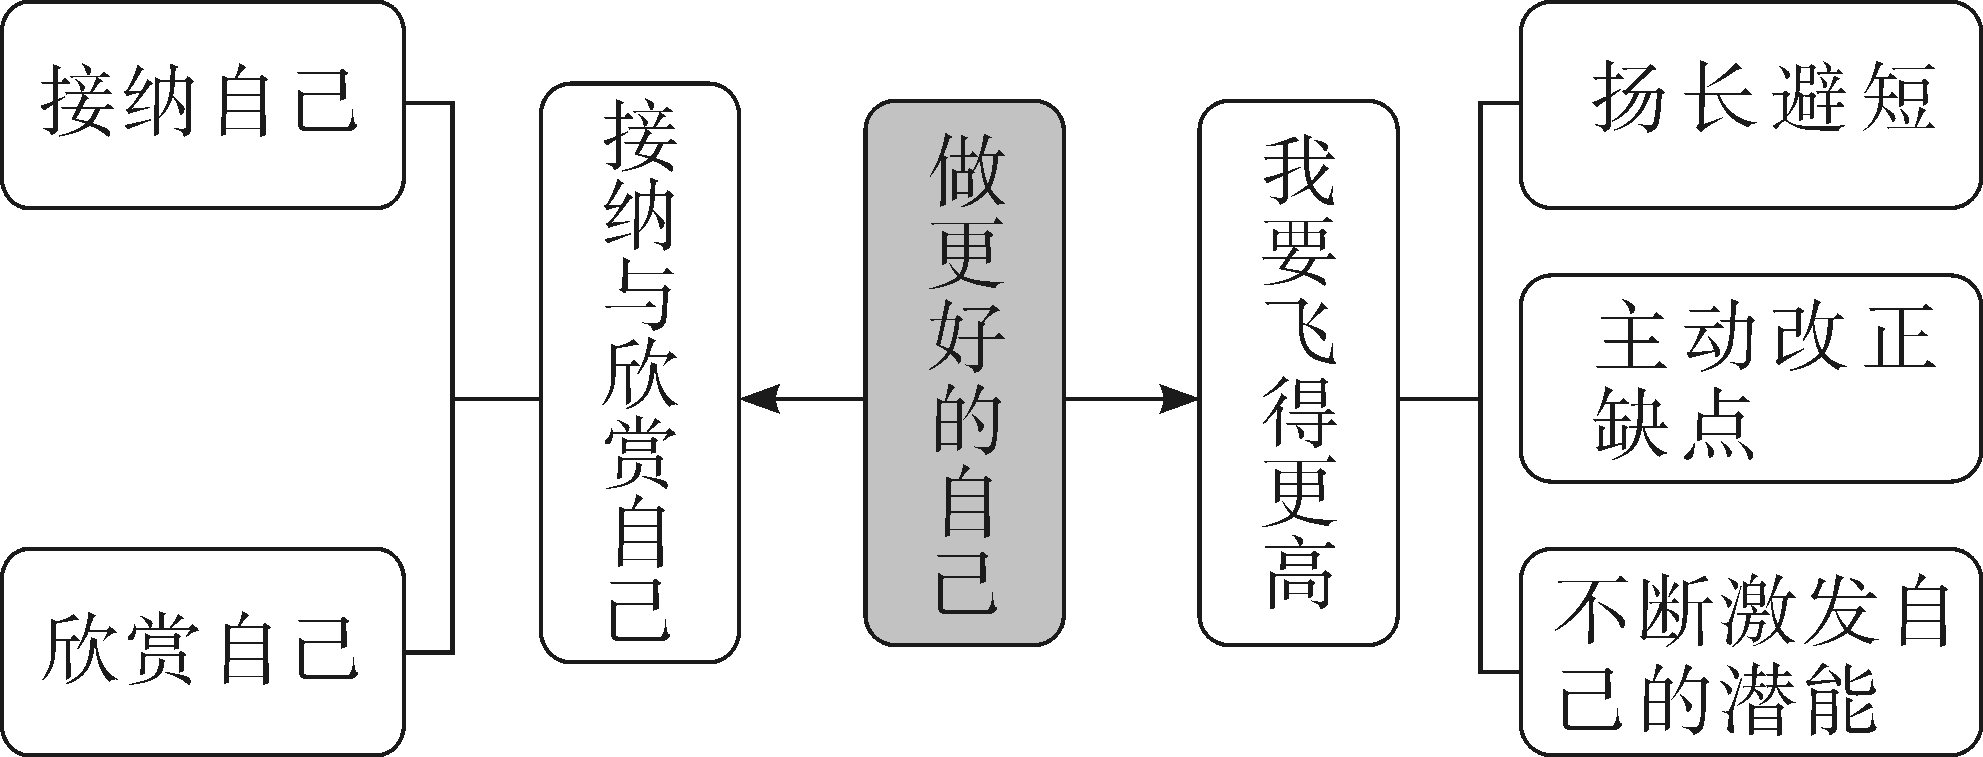 接纳自己
欣赏自己
接纳与欣赏自己
做更好的自己
我要飞得更高
扬长避短
主动改正
缺点
不断激发自
己的潜能